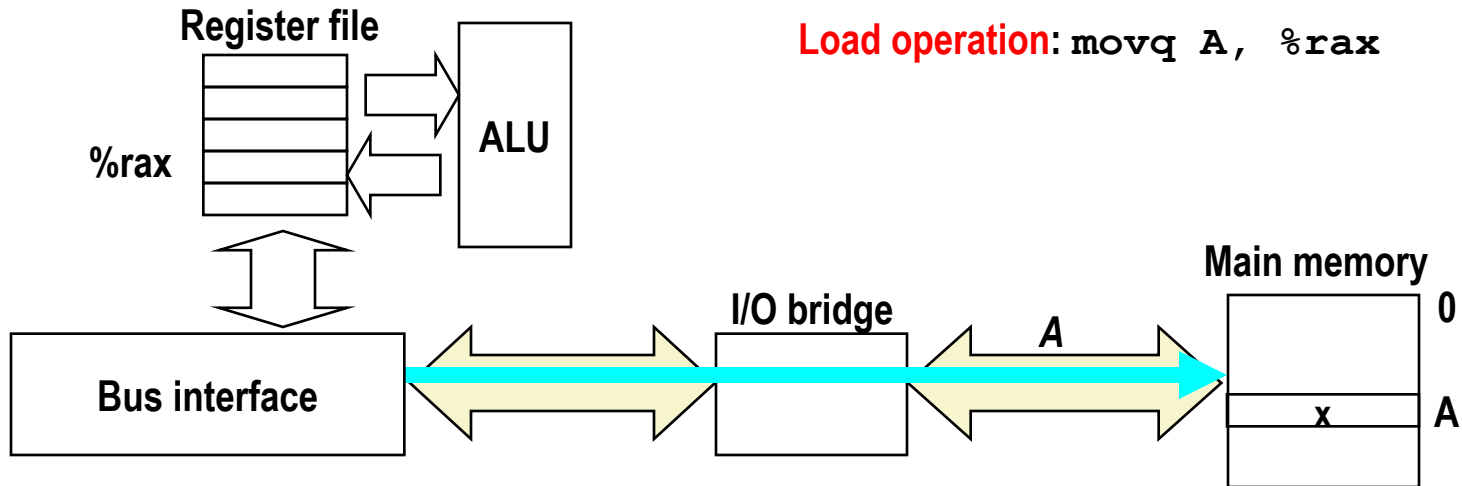 Register file
Load operation: movq A, %rax
ALU
%rax
Main memory
0
I/O bridge
A
Bus interface
x
A